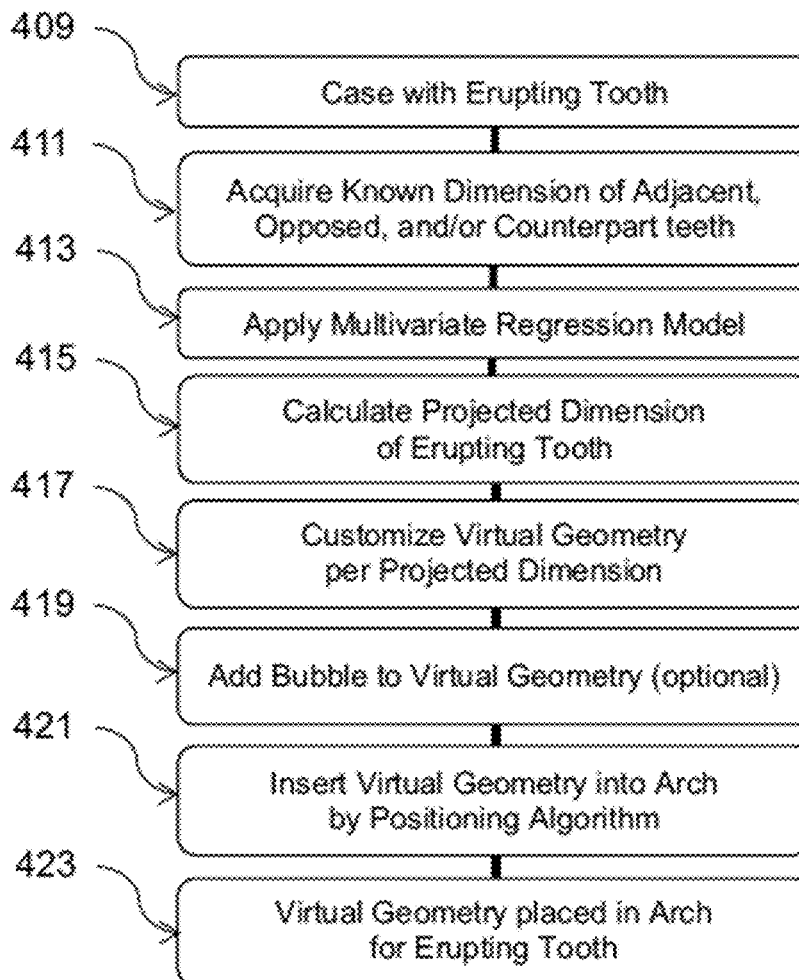 409
Case with Erupting Tooth
411
Acquire Known Dimension of Adjacent,
Opposed, and/or Counterpart teeth
413
Apply Multivariate Regression Model
415
Calculate Projected Dimension
of Erupting Tooth
417
Customize Virtual Geometry
per Projected Dimension
419
Add Bubble to Virtual Geometry (optional)
421
Insert Virtual Geometry into Arch
by Positioning Algorithm
423
Virtual Geometry placed in Arch
for Erupting Tooth